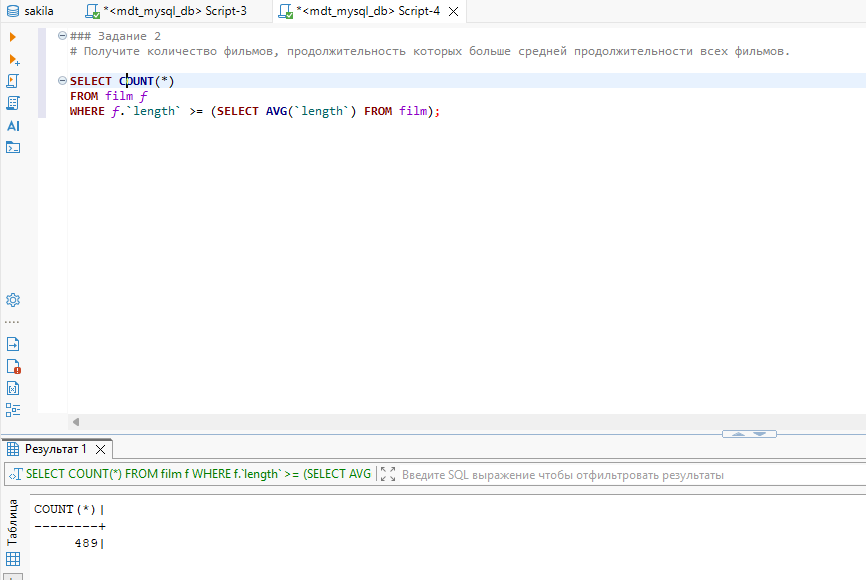 sakila
*<mdt_mysql_db> Script-3
*<mdt_mysql_db> Script-4
### Задание 2
# Получите количество фильмов, продолжительность которых больше средней продолжительности всех фильмов.
SELECT COUNT(*)
FROM film f
WHERE f.`length` >= (SELECT AVG(`length`) FROM film);
AI
Результат 1
SELECT COUNT(*) FROM film f WHERE f.`length` >= (SELECT AVG
Введите SQL выражение чтобы отфильтровать результаты
Таблица
COUNT(*)|
--------+
489|